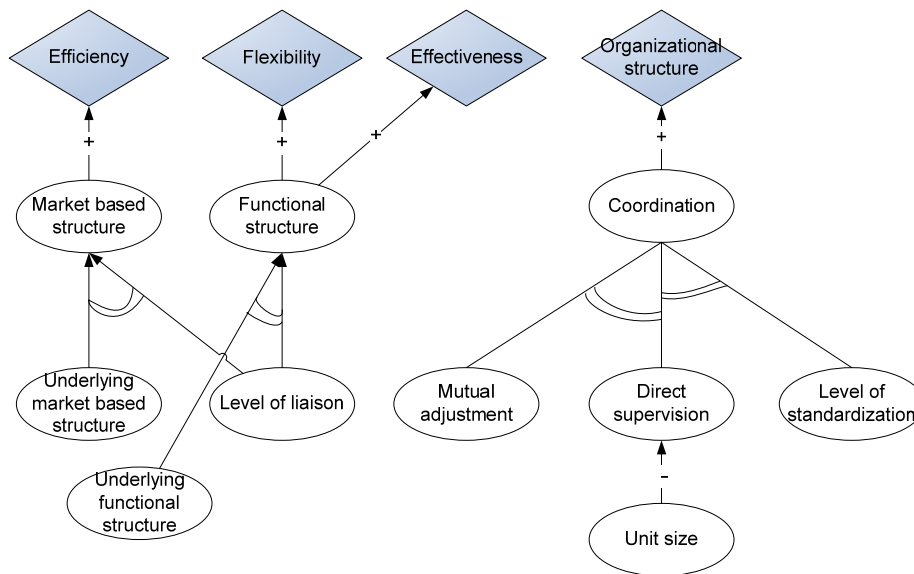 Efficiency
Flexibility
Effectiveness
Organizational
structure
+
+
+
+
Market based
structure
Functional
structure
Coordination
Underlying
market based
structure
Level of liaison
Mutual
adjustment
Direct
supervision
Level of
standardization
Underlying
functional
structure
-
Unit size